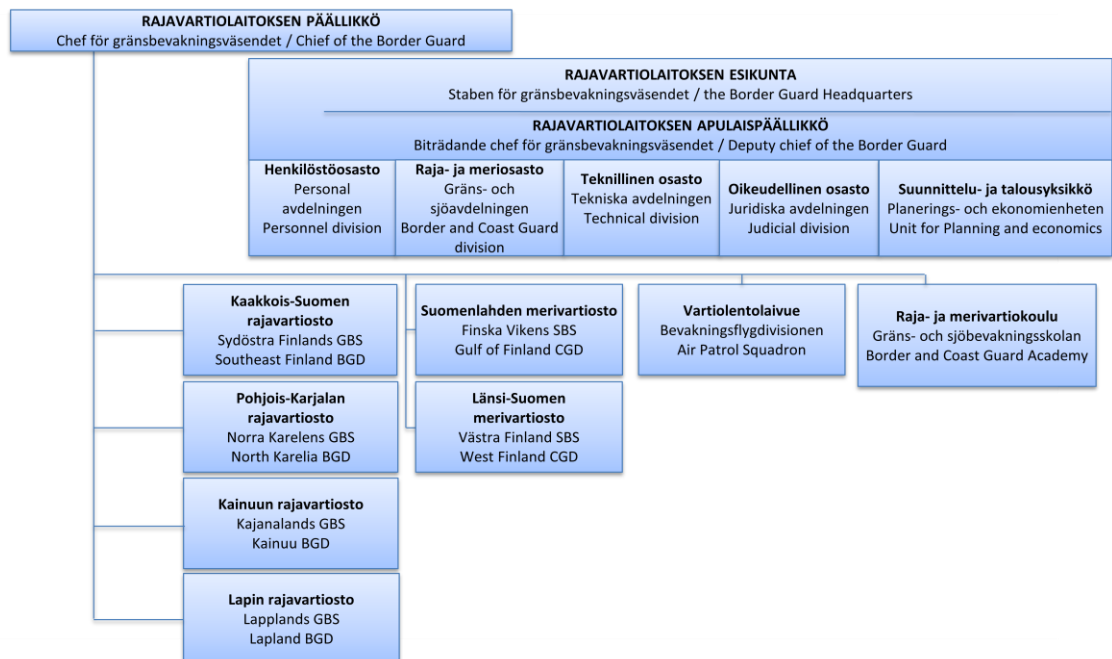 RAJAVARTIOLAITOKSEN PÄÄLLIKKÖ
Chef för gränsbevakningsväsendet / Chief of the Border Guard
RAJAVARTIOLAITOKSEN ESIKUNTA
Staben för gränsbevakningsväsendet / the Border Guard Headquarters
RAJAVARTIOLAITOKSEN APULAISPÄÄLLIKKÖ
Biträdande chef för gränsbevakningsväsendet / Deputy chief of the Border Guard
Henkilöstöosasto
Personal
avdelningen
Personnel division
Raja- ja meriosasto
Gräns- och
sjöavdelningen
Border and Coast Guard
division
Teknillinen osasto
Tekniska avdelningen
Technical division
Oikeudellinen osasto
Juridiska avdelningen
Judicial division
Suunnittelu- ja talousyksikkö
Planerings- och ekonomienheten
Unit for Planning and economics
Kaakkois-Suomen
rajavartiosto
Sydöstra Finlands GBS
Southeast Finland BGD
Suomenlahden merivartiosto
Finska Vikens SBS
Gulf of Finland CGD
Vartiolentolaivue
Bevakningsflygdivisionen
Air Patrol Squadron
Raja- ja merivartiokoulu
Gräns- och sjöbevakningsskolan
Border and Coast Guard Academy
Pohjois-Karjalan
rajavartiosto
Norra Karelens GBS
North Karelia BGD
Länsi-Suomen
merivartiosto
Västra Finland SBS
West Finland CGD
Kainuun rajavartiosto
Kajanalands GBS
Kainuu BGD
Lapin rajavartiosto
Lapplands GBS
Lapland BGD